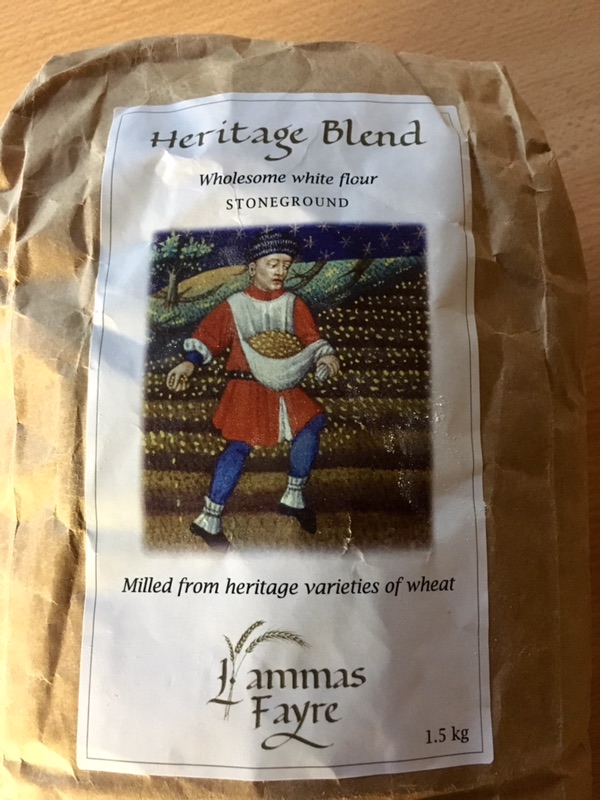 Heritage Blend
Wholesome white flour
STONEGROUND
Milled from heritage varieties of wheat
Lammas
Fayre
1.5 kg